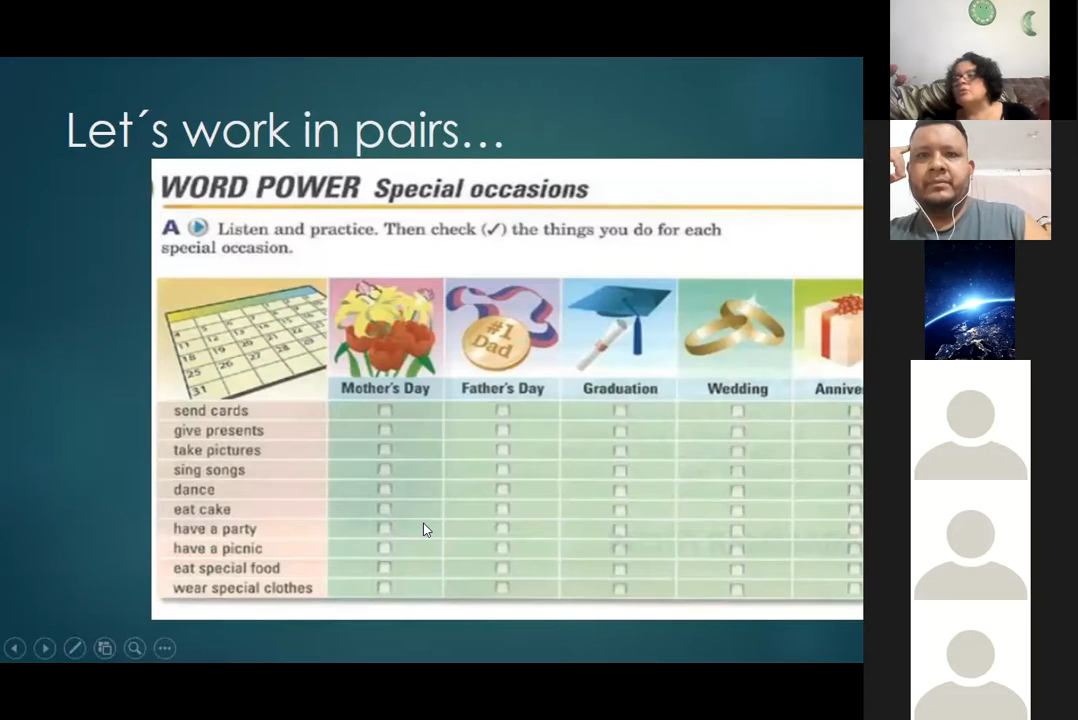 Let´s work in pairs...
WORD POWER Special occasions
A Listen and practice. Then check (✓) the things you do for each
special occasion.
#1
Dad
Mother's Day Father's Day Graduation Wedding Annive
send cards
give presents
take pictures
sing songs
dance
eat cake
have a party
have a picnic
eat special food
wear special clothes